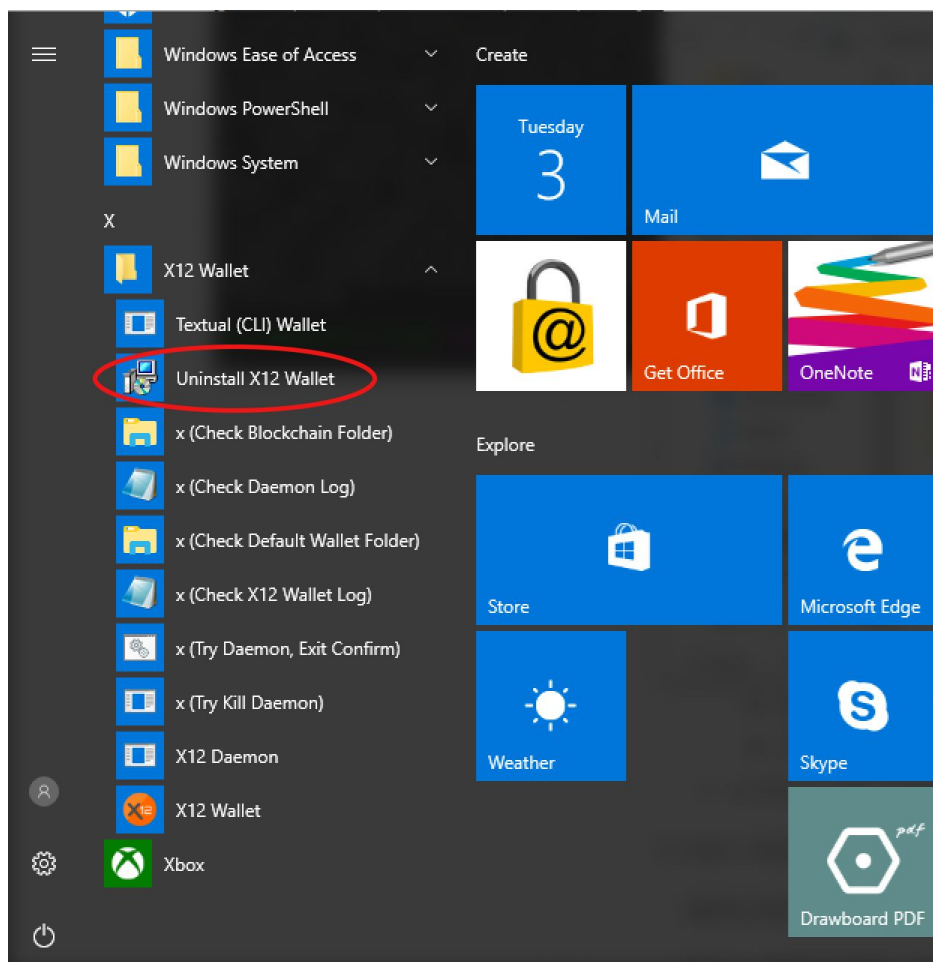 Windows Ease of Access
Windows PowerShell
Windows System
X
X12 Wallet
Textual (CLI) Wallet
Uninstall X12 Wallet
x (Check Blockchain Folder)
x (Check Daemon Log)
x (Check Default Wallet Folder)
x (Check X12 Wallet Log)
x (Try Daemon, Exit Confirm)
x (Try Kill Daemon)
X12 Daemon
X12
X12 Wallet
Xbox
Create
Tuesday
3
Mail
@
Get Office
OneNote
N
Explore
Store
Microsoft Edge
Weather
S
Skype
pdf
Drawboard PDF